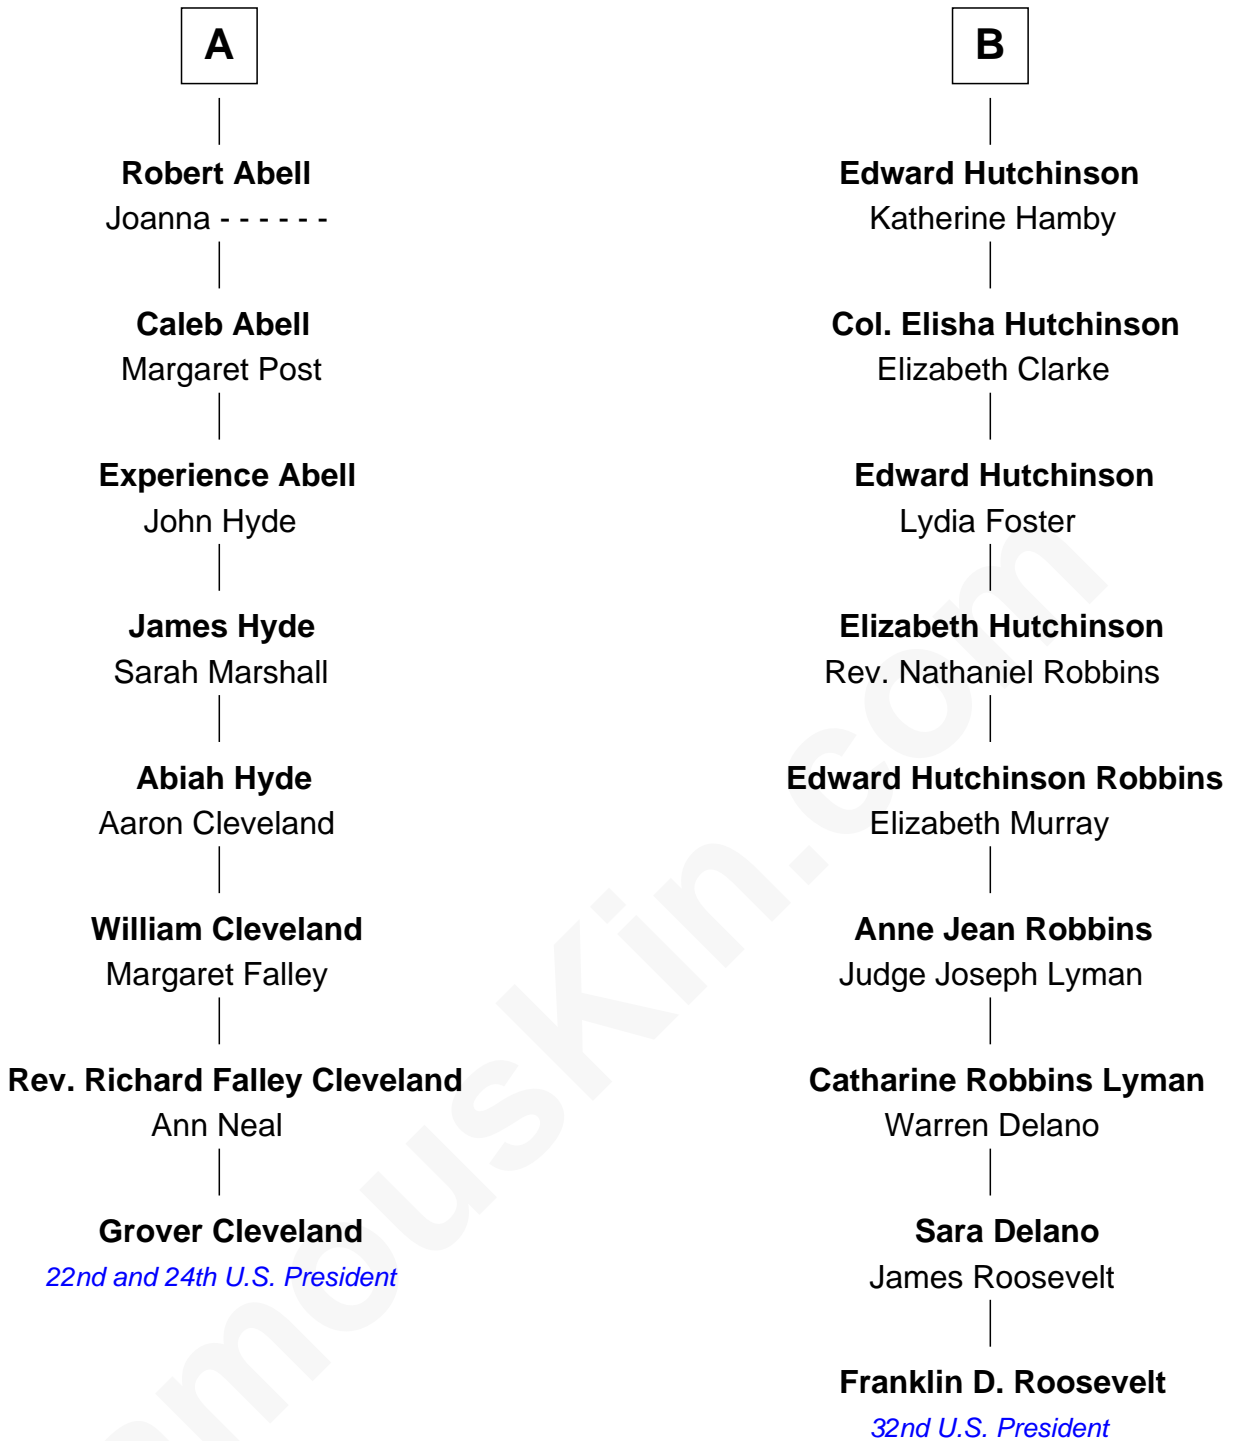 A
Robert Abell
Joanna - - - - - -
Caleb Abell
Margaret Post
Experience Abell
John Hyde
James Hyde
Sarah Marshall
Abiah Hyde
Aaron Cleveland
William Cleveland
Margaret Falley
Rev. Richard Falley Cleveland
Ann Neal
Grover Cleveland
22nd and 24th U.S. President
B
Edward Hutchinson
Katherine Hamby
Col. Elisha Hutchinson
Elizabeth Clarke
Edward Hutchinson
Lydia Foster
Elizabeth Hutchinson
Rev. Nathaniel Robbins
Edward Hutchinson Robbins
Elizabeth Murray
Anne Jean Robbins
Judge Joseph Lyman
Catharine Robbins Lyman
Warren Delano
Sara Delano
James Roosevelt
Franklin D. Roosevelt
32nd U.S. President
amousKin.com